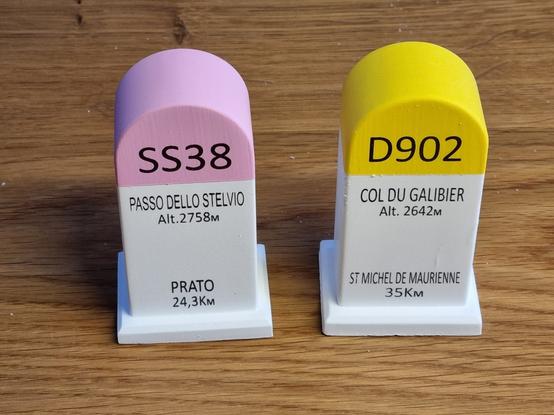 SS38
PASSO DELLO STELVIO
Alt.2758м
PRATO
24,3Kм
D902
COL DU GALIBIER
Alt. 2642м
ST MICHEL DE MAURIENNE
35Kм